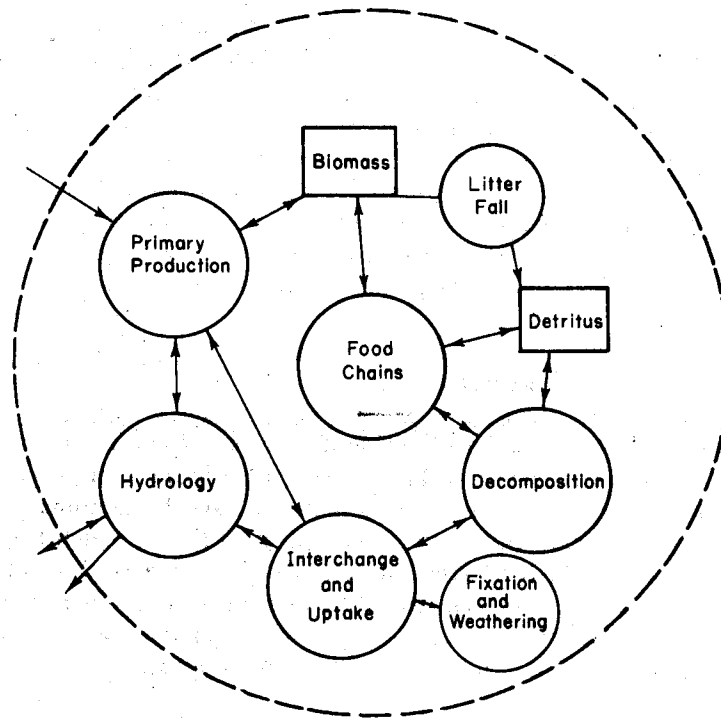 Biomass
Litter
Fall
Primary
Production
Detritus
Food
Chains
Hydrology
Decomposition
Interchange
and
Uptake
Fixation
and
Weathering